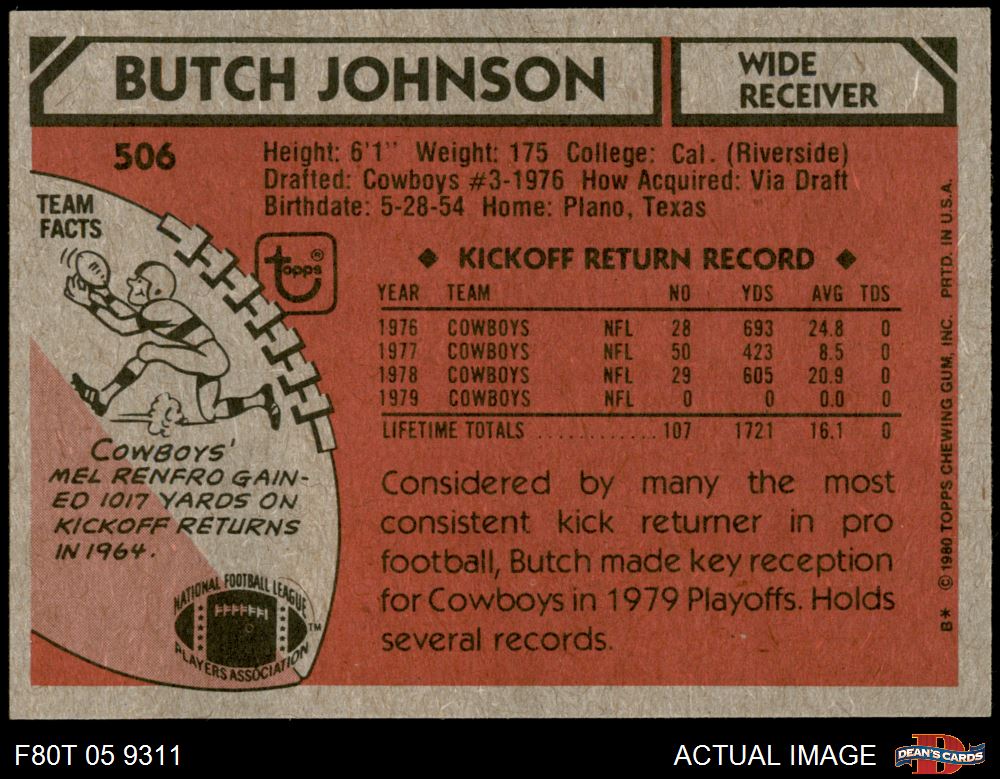 BUTCH JOHNSON
WIDE
RECEIVER
506
Height: 6'1" Weight: 175 College: Cal. (Riverside)
Drafted: Cowboys #3-1976 How Acquired: Via Draft
Birthdate: 5-28-54 Home: Plano, Texas
TEAM
FACTS
topps®
◆ KICKOFF RETURN RECORD ◆
YEAR TEAM NO YDS AVG TDS
1976 COWBOYS NFL 28 693 24.8 0
1977 COWBOYS NFL 50 423 8.5 0
1978 COWBOYS NFL 29 605 20.9 0
1979 COWBOYS NFL 0 0 0.0 0
LIFETIME TOTALS ............ 107 1721 16.1 0
COWBOYS'
MEL RENFRO GAIN-
ED 1017 YARDS ON
KICKOFF RETURNS
IN 1964.
Considered by many the most
consistent kick returner in pro
football, Butch made key reception
for Cowboys in 1979 Playoffs. Holds
several records.
NATIONAL FOOTBALL LEAGUE
PLAYERS ASSOCIATION
TM
B* © 1980 TOPPS CHEWING GUM, INC. PRTD. IN U.S.A.
F80T 05 9311
ACTUAL IMAGE
DEAN'S CARDS